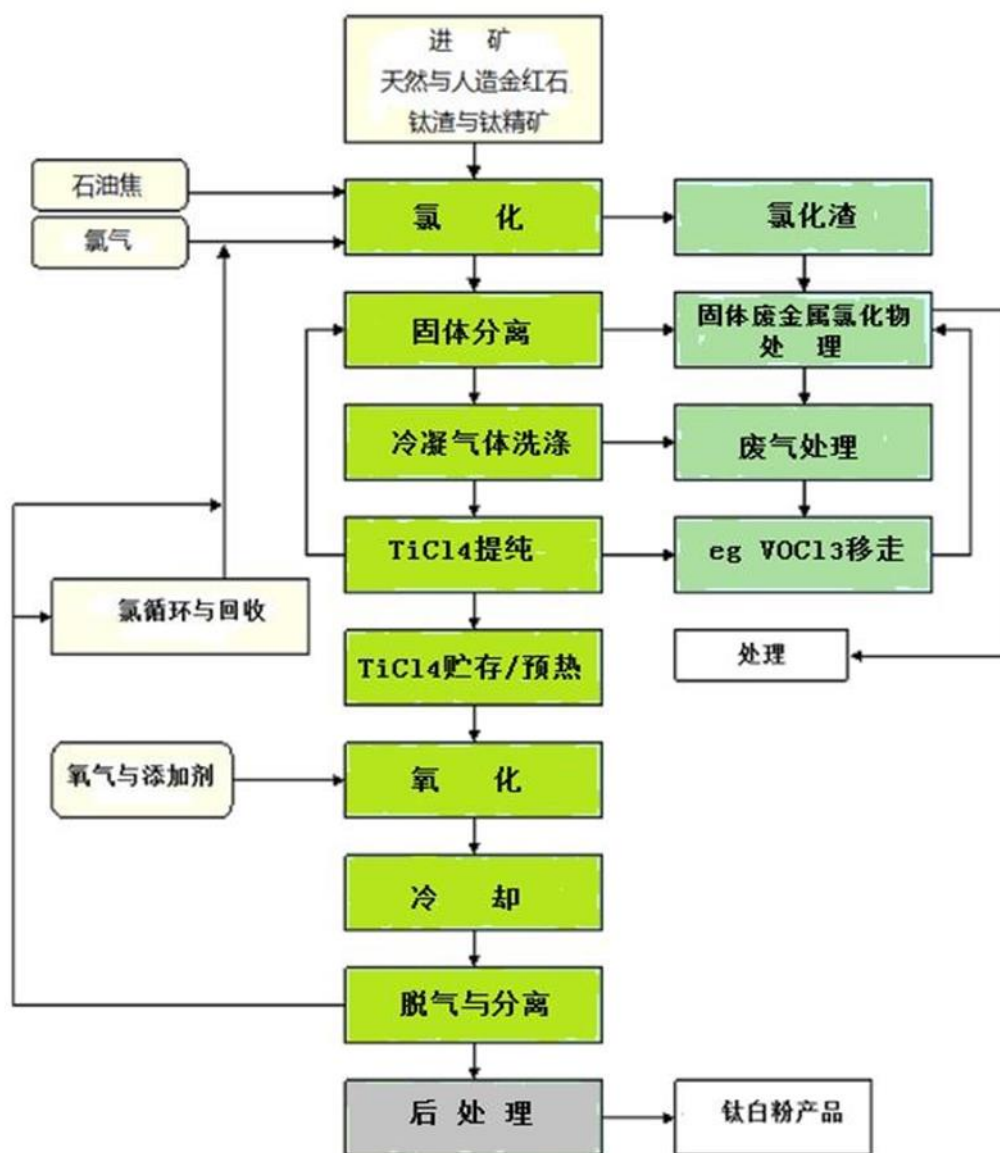 进 矿
天然与人造金红石
钛渣与钛精矿
石油焦
氯气
氯 化
氯化渣
固体分离
固体废金属氯化物
处 理
冷凝气体洗涤
废气处理
TiCl4提纯
eg VOCl3移走
氯循环与回收
TiCl4贮存/预热
处理
氧气与添加剂
氧 化
冷 却
脱气与分离
后 处 理
钛白粉产品